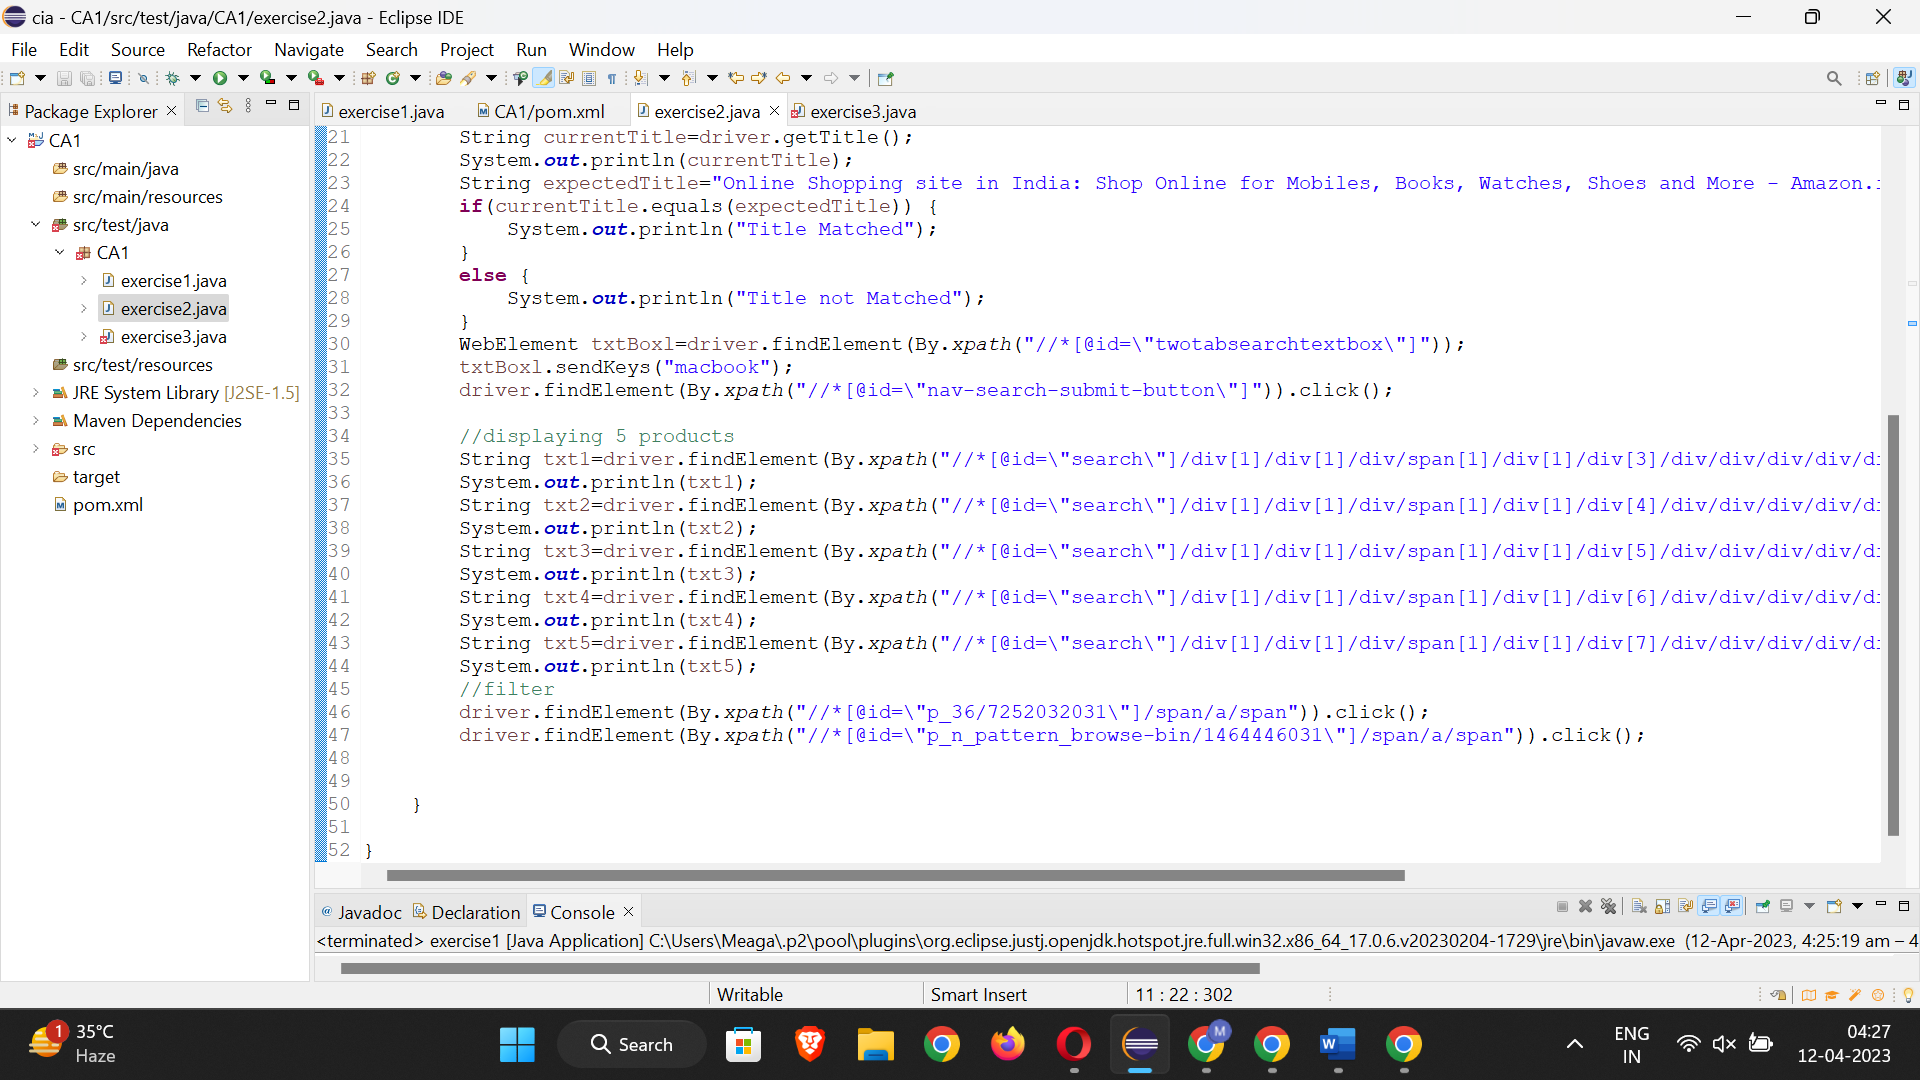 cia - CA1/src/test/java/CA1/exercise2.java - Eclipse IDE
File Edit Source Refactor Navigate Search Project Run Window Help
Package Explorer
exercise1.java CA1/pom.xml exercise2.java exercise3.java
CA1
src/main/java
src/main/resources
src/test/java
CA1
exercise1.java
exercise2.java
exercise3.java
src/test/resources
JRE System Library [J2SE-1.5]
Maven Dependencies
src
target
pom.xml
21 String currentTitle=driver.getTitle();
22 System.out.println(currentTitle);
23 String expectedTitle="Online Shopping site in India: Shop Online for Mobiles, Books, Watches, Shoes and More - Amazon.i
24 if(currentTitle.equals(expectedTitle)) {
25 System.out.println("Title Matched");
26 }
27 else {
28 System.out.println("Title not Matched");
29 }
30 WebElement txtBoxl=driver.findElement(By.xpath("//*[@id=\"twotabsearchtextbox\"]"));
31 txtBoxl.sendKeys("macbook");
32 driver.findElement(By.xpath("//*[@id=\"nav-search-submit-button\"]")).click();
33
34 //displaying 5 products
35 String txt1=driver.findElement(By.xpath("//*[@id=\"search\"]/div[1]/div[1]/div/span[1]/div[1]/div[3]/div/div/div/div/di
36 System.out.println(txt1);
37 String txt2=driver.findElement(By.xpath("//*[@id=\"search\"]/div[1]/div[1]/div/span[1]/div[1]/div[4]/div/div/div/div/di
38 System.out.println(txt2);
39 String txt3=driver.findElement(By.xpath("//*[@id=\"search\"]/div[1]/div[1]/div/span[1]/div[1]/div[5]/div/div/div/div/di
40 System.out.println(txt3);
41 String txt4=driver.findElement(By.xpath("//*[@id=\"search\"]/div[1]/div[1]/div/span[1]/div[1]/div[6]/div/div/div/div/di
42 System.out.println(txt4);
43 String txt5=driver.findElement(By.xpath("//*[@id=\"search\"]/div[1]/div[1]/div/span[1]/div[1]/div[7]/div/div/div/div/di
44 System.out.println(txt5);
45 //filter
46 driver.findElement(By.xpath("//*[@id=\"p_36/7252032031\"]/span/a/span")).click();
47 driver.findElement(By.xpath("//*[@id=\"p_n_pattern_browse-bin/1464446031\"]/span/a/span")).click();
48
49
50 }
51
52 }
@ Javadoc Declaration Console
<terminated> exercise1 [Java Application] C:\Users\Meaga\.p2\pool\plugins\org.eclipse.justj.openjdk.hotspot.jre.full.win32.x86_64_17.0.6.v20230204-1729\jre\bin\javaw.exe (12-Apr-2023, 4:25:19 am – 4
Writable Smart Insert 11 : 22 : 302
1 35°C
Haze
Search
M
W
ENG
IN
04:27
12-04-2023